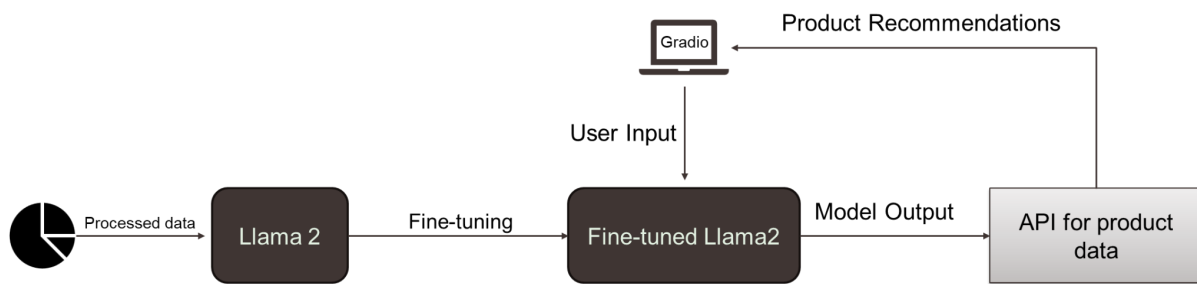 Product Recommendations
Gradio
User Input
Processed data
Llama 2
Fine-tuning
Fine-tuned Llama2
Model Output
API for product
data